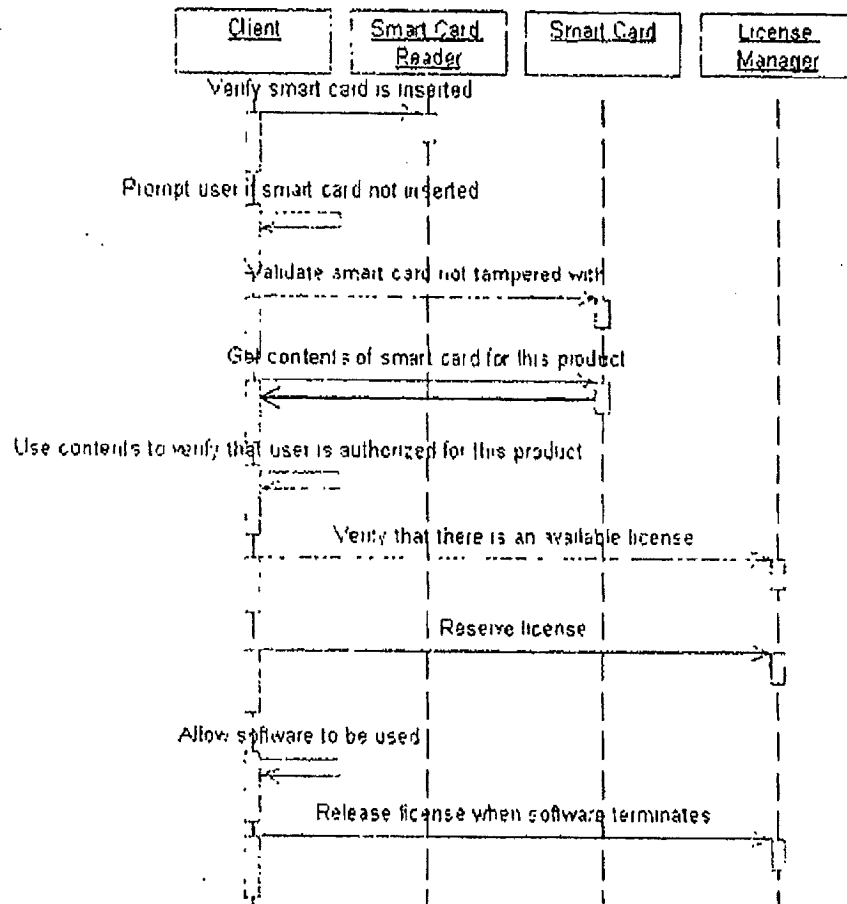 Client
Smart Card
Reader
Smart Card
License
Manager
Verify smart card is inserted
Prompt user if smart card not inserted
Validate smart card not tampered with
Get contents of smart card for this product
Use contents to verify that user is authorized for this product
Verify that there is an available license
Reserve license
Allow software to be used
Release license when software terminates